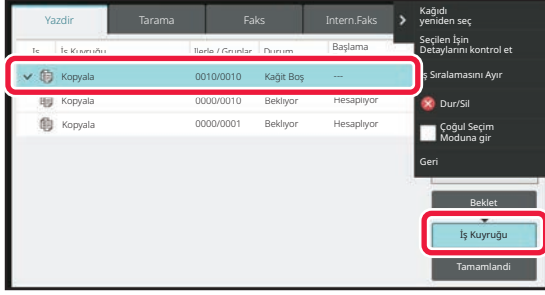 Yazdir
Tarama
Faks
Intern.Faks
Kağıdı
yeniden seç
Seçilen İşin
Detaylarını kontrol et
İş Sıralamasını Ayır
Dur/Sil
Çoğul Seçim
Moduna gir
Geri
İş Kuyruğu
Durum
Başlama
Kopyala 0010/0010 Kağit Boş ---
Kopyala 0000/0010 Bekliyor Hesaplıyor
Kopyala 0000/0001 Bekliyor Hesaplıyor
Beklet
İş Kuyruğu
Tamamlandi